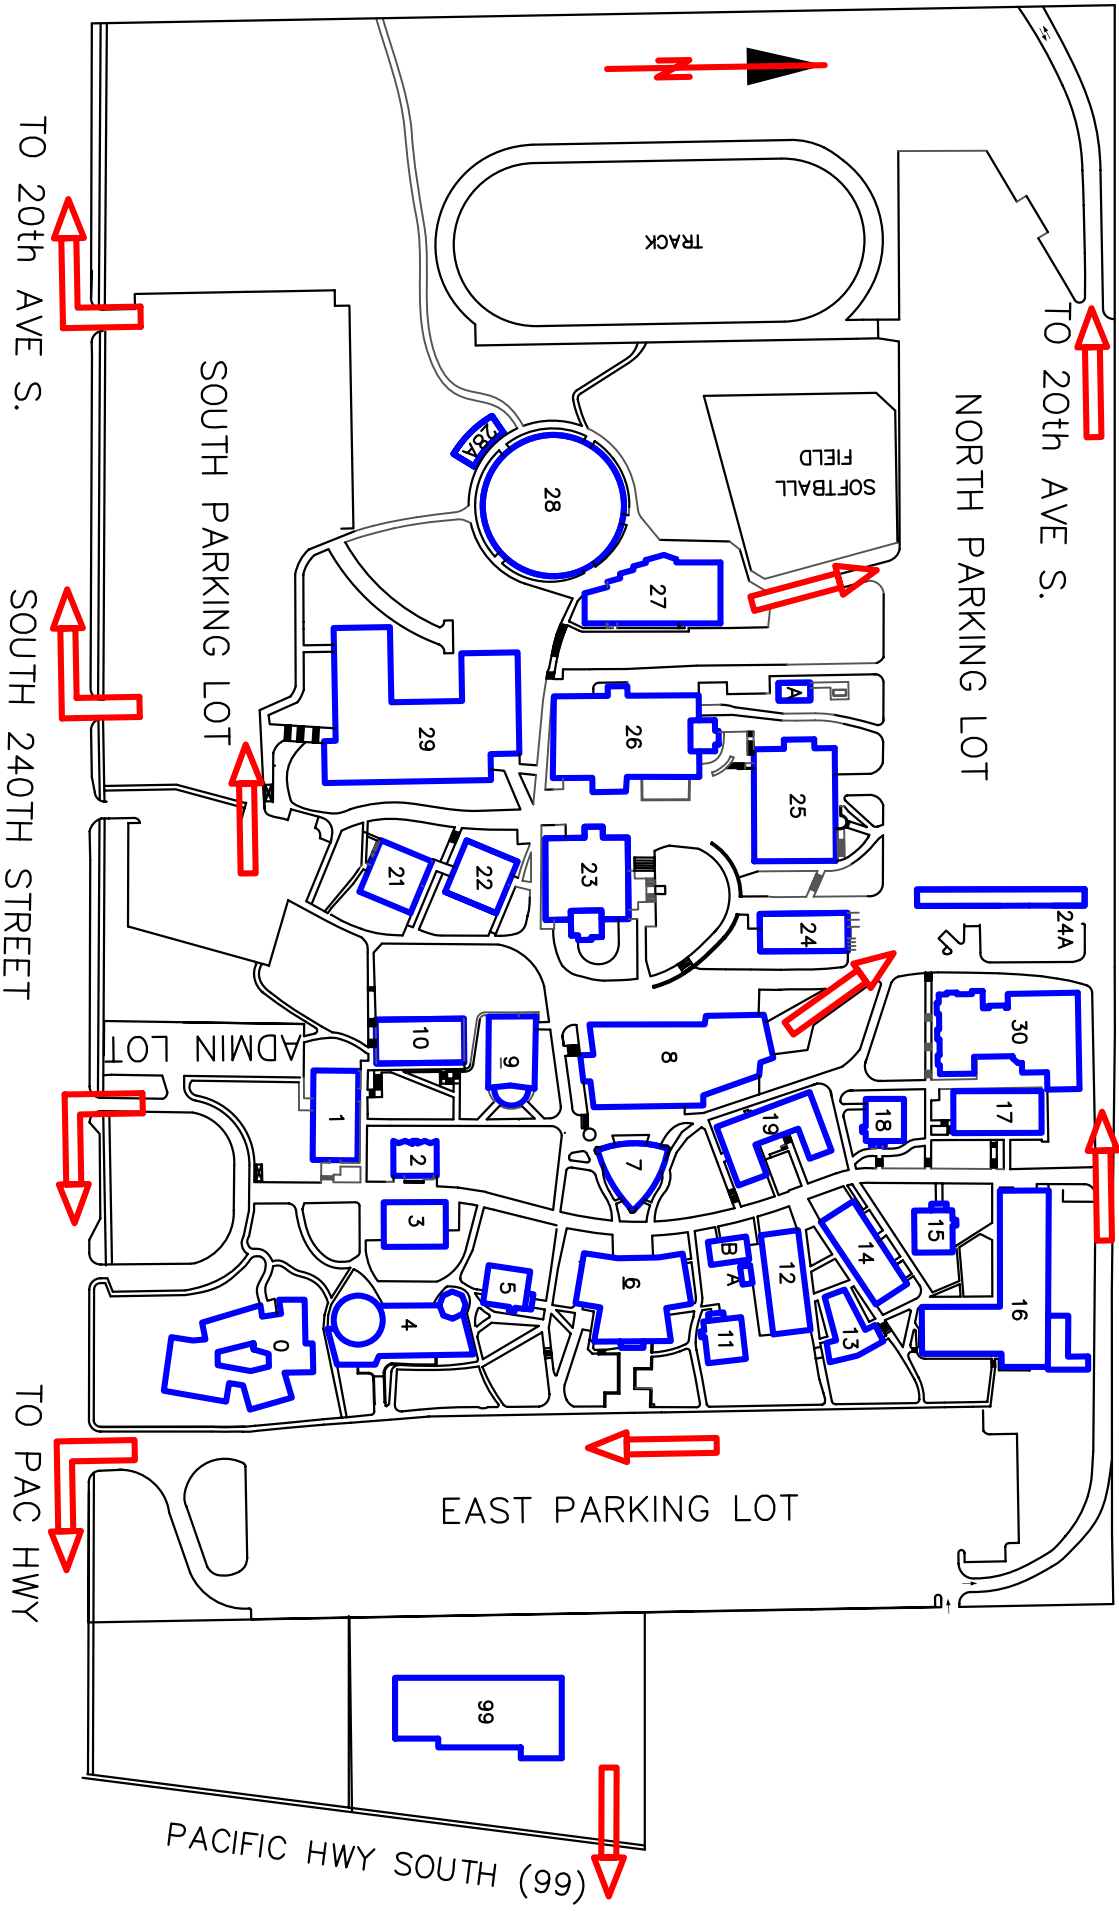 N
TO 20th AVE S.
TRACK
TO 20th AVE S.
SOUTH PARKING LOT
NORTH PARKING LOT
SOFTBALL
FIELD
28A
28
27
A
D
26
29
25
SOUTH 240TH STREET
21
22
23
24
24A
ADMIN LOT
10
9
8
30
1
2
7
19
18
17
3
B
A
12
14
15
16
0
4
5
6
11
13
TO PAC HWY
EAST PARKING LOT
99
PACIFIC HWY SOUTH (99)